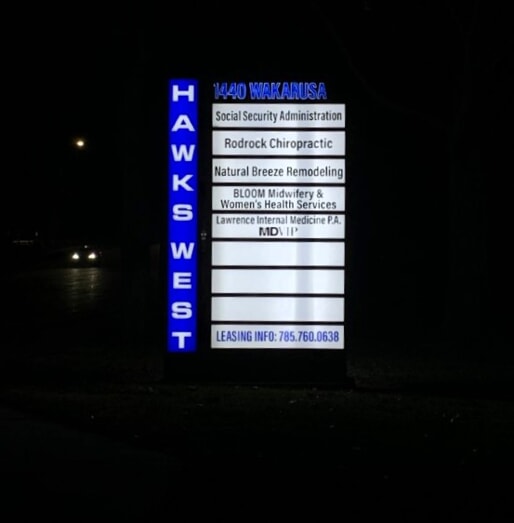 HAWKS WEST
1440 WAKARUSA
Social Security Administration
Rodrock Chiropractic
Natural Breeze Remodeling
BLOOM Midwifery &
Women's Health Services
Lawrence Internal Medicine P.A.
MDVIP
LEASING INFO: 785.760.0638